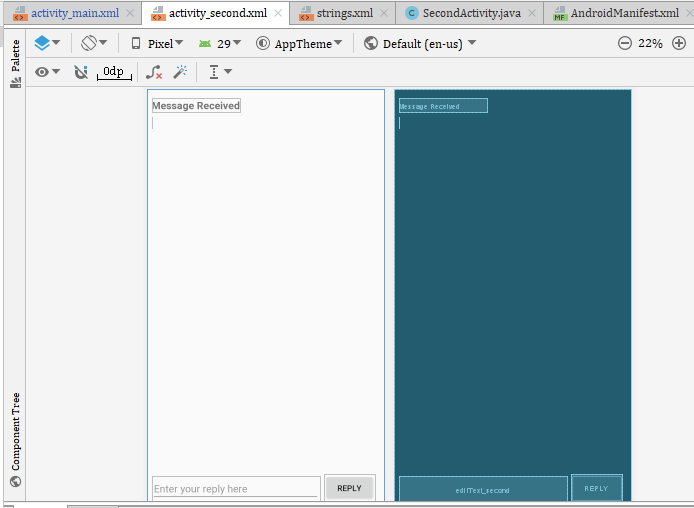 activity_main.xml activity_second.xml strings.xml C SecondActivity.java MF AndroidManifest.xml
Palette
Pixel 29 AppTheme Default (en-us) 22%
0dp
Message Received
Message Received
Component Tree
Enter your reply here REPLY
editText_second REPLY